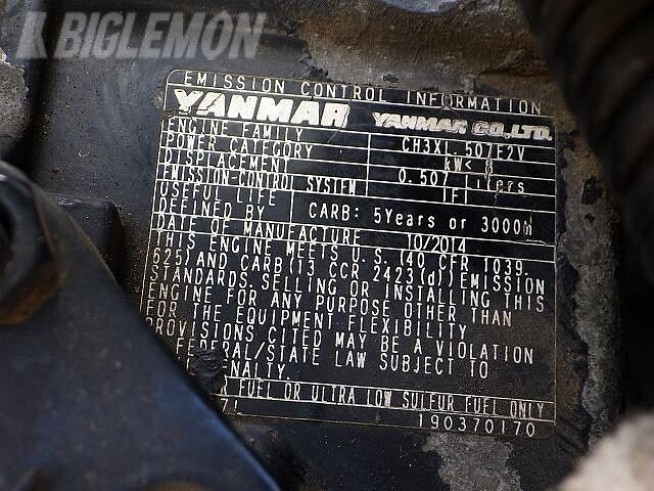 BIGLEMON
EMISSION CONTROL INFORMATION
YANMAR YANMAR CO.,LTD.
ENGINE FAMILY CH3XL.507F2V
POWER CATEGORY kW< 8
DISPLACEMENT 0.507 Liters
EMISSION-CONTROL SYSTEM IFI
USEFUL LIFE
DEFINED BY CARB: 5Years or 3000h
DATE OF MANUFACTURE 10/2014
THIS ENGINE MEETS U.S. (40 CFR 1039.
625) AND CARB (13 CCR 2423(d)) EMISSION
STANDARDS. SELLING OR INSTALLING THIS
ENGINE FOR ANY PURPOSE OTHER THAN
FOR THE EQUIPMENT FLEXIBILITY
PROVISIONS CITED MAY BE A VIOLATION
FEDERAL/STATE LAW SUBJECT TO
PENALTY.
FUEL OR ULTRA LOW SULFUR FUEL ONLY
190370170